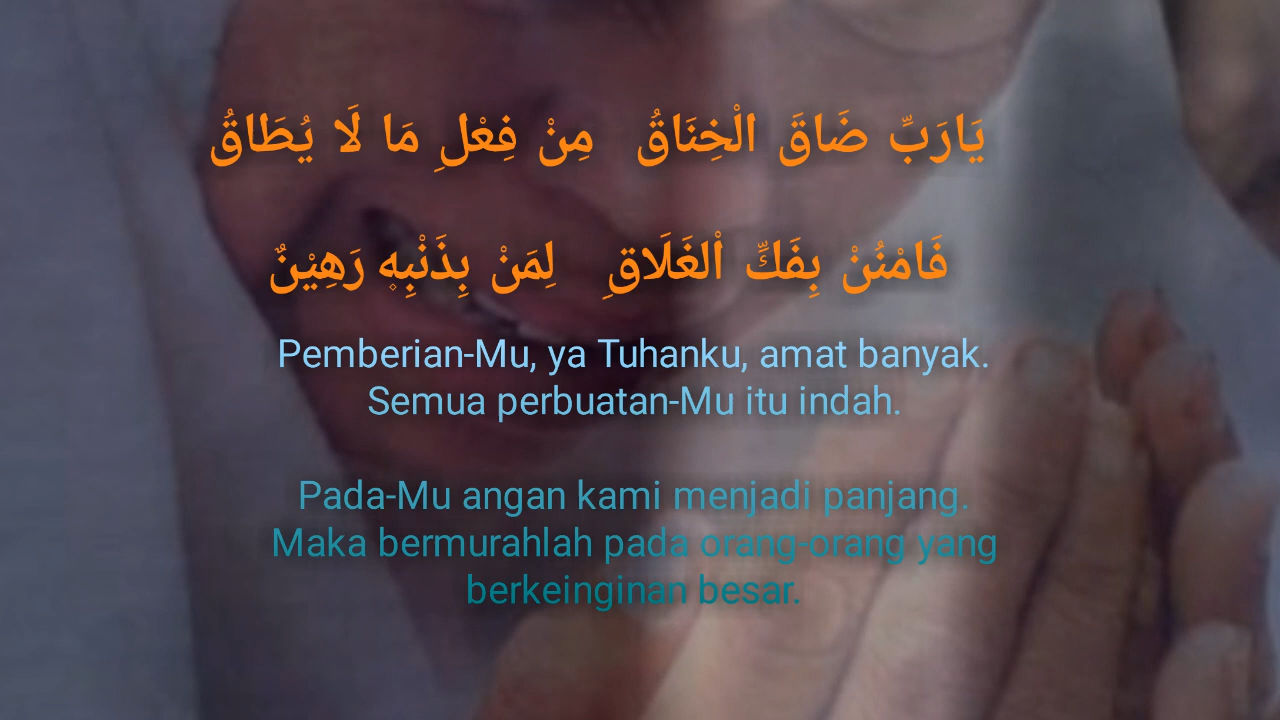 يَارَبِّ ضَاقَ الْخِنَاقُ مِنْ فِعْلِ مَا لَا يُطَاقُ
فَامْنُنْ بِفَكِّ اْلغَلَاقِ لِمَنْ بِذَنْبِهٖ رَهِيْنٌ
Pemberian-Mu, ya Tuhanku, amat banyak.
Semua perbuatan-Mu itu indah.
Pada-Mu angan kami menjadi panjang.
Maka bermurahlah pada orang-orang yang
berkeinginan besar.